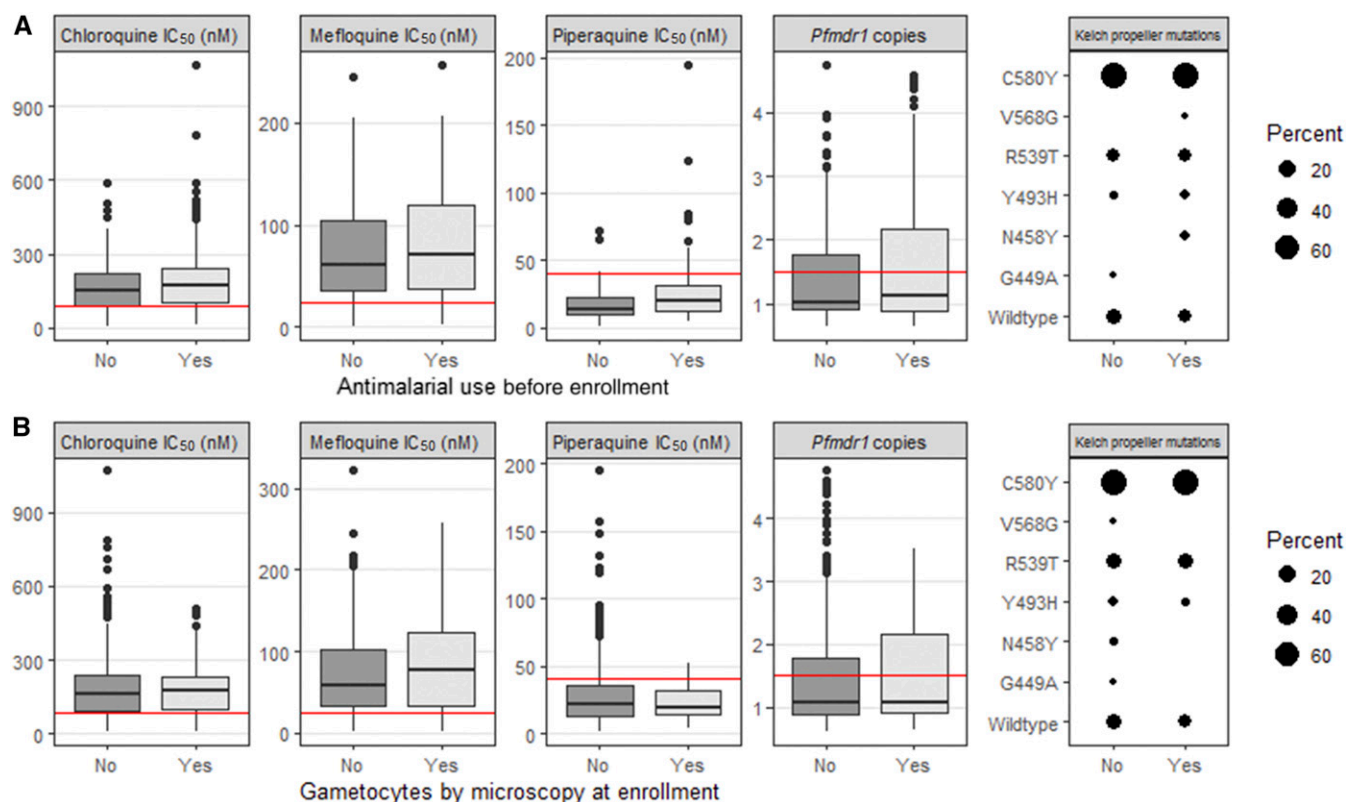 A
Chloroquine IC50 (nM)
Mefloquine IC50 (nM)
Piperaquine IC50 (nM)
Pfmdr1 copies
Kelch propeller mutations
900
600
300
0
200
100
0
200
150
100
50
0
4
3
2
1
C580Y
V568G
R539T
Y493H
N458Y
G449A
Wildtype
Percent
20
40
60
No Yes
No Yes
No Yes
No Yes
No Yes
Antimalarial use before enrollment
B
Chloroquine IC50 (nM)
Mefloquine IC50 (nM)
Piperaquine IC50 (nM)
Pfmdr1 copies
Kelch propeller mutations
900
600
300
0
300
200
100
0
200
150
100
50
0
4
3
2
1
C580Y
V568G
R539T
Y493H
N458Y
G449A
Wildtype
Percent
20
40
60
No Yes
No Yes
No Yes
No Yes
No Yes
Gametocytes by microscopy at enrollment